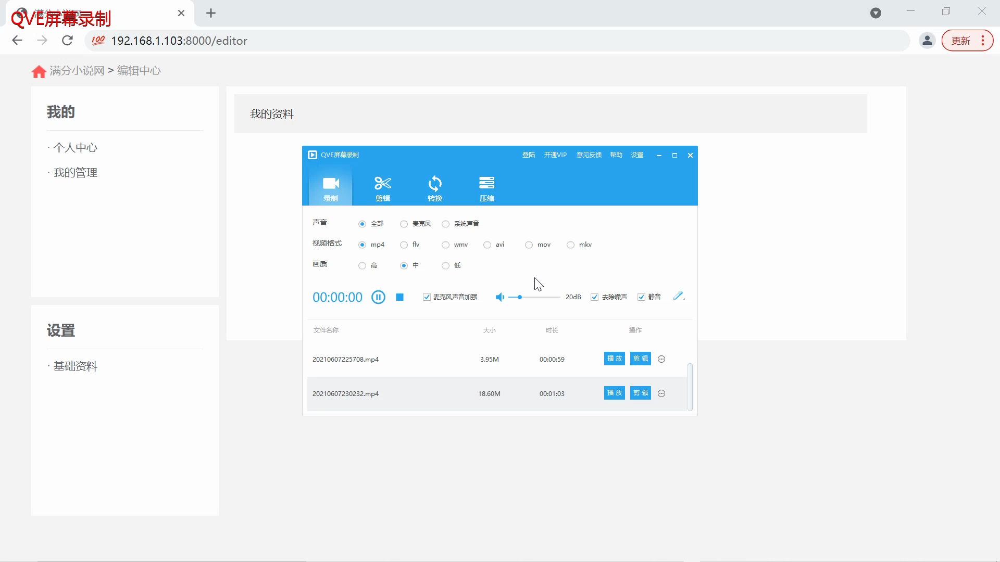 满分小说网
QVE屏幕录制
192.168.1.103:8000/editor
更新
满分小说网 > 编辑中心
我的
· 个人中心
· 我的管理
设置
· 基础资料
我的资料
QVE屏幕录制 登陆 开通VIP 意见反馈 帮助 设置
录制 剪辑 转换 压缩
声音 全部 麦克风 系统声音
视频格式 mp4 flv wmv avi mov mkv
画质 高 中 低
00:00:00 麦克风声音加强 20dB 去除噪声 静音
文件名称 大小 时长 操作
20210607225708.mp4 3.95M 00:00:59 播放 剪辑
20210607230232.mp4 18.60M 00:01:03 播放 剪辑